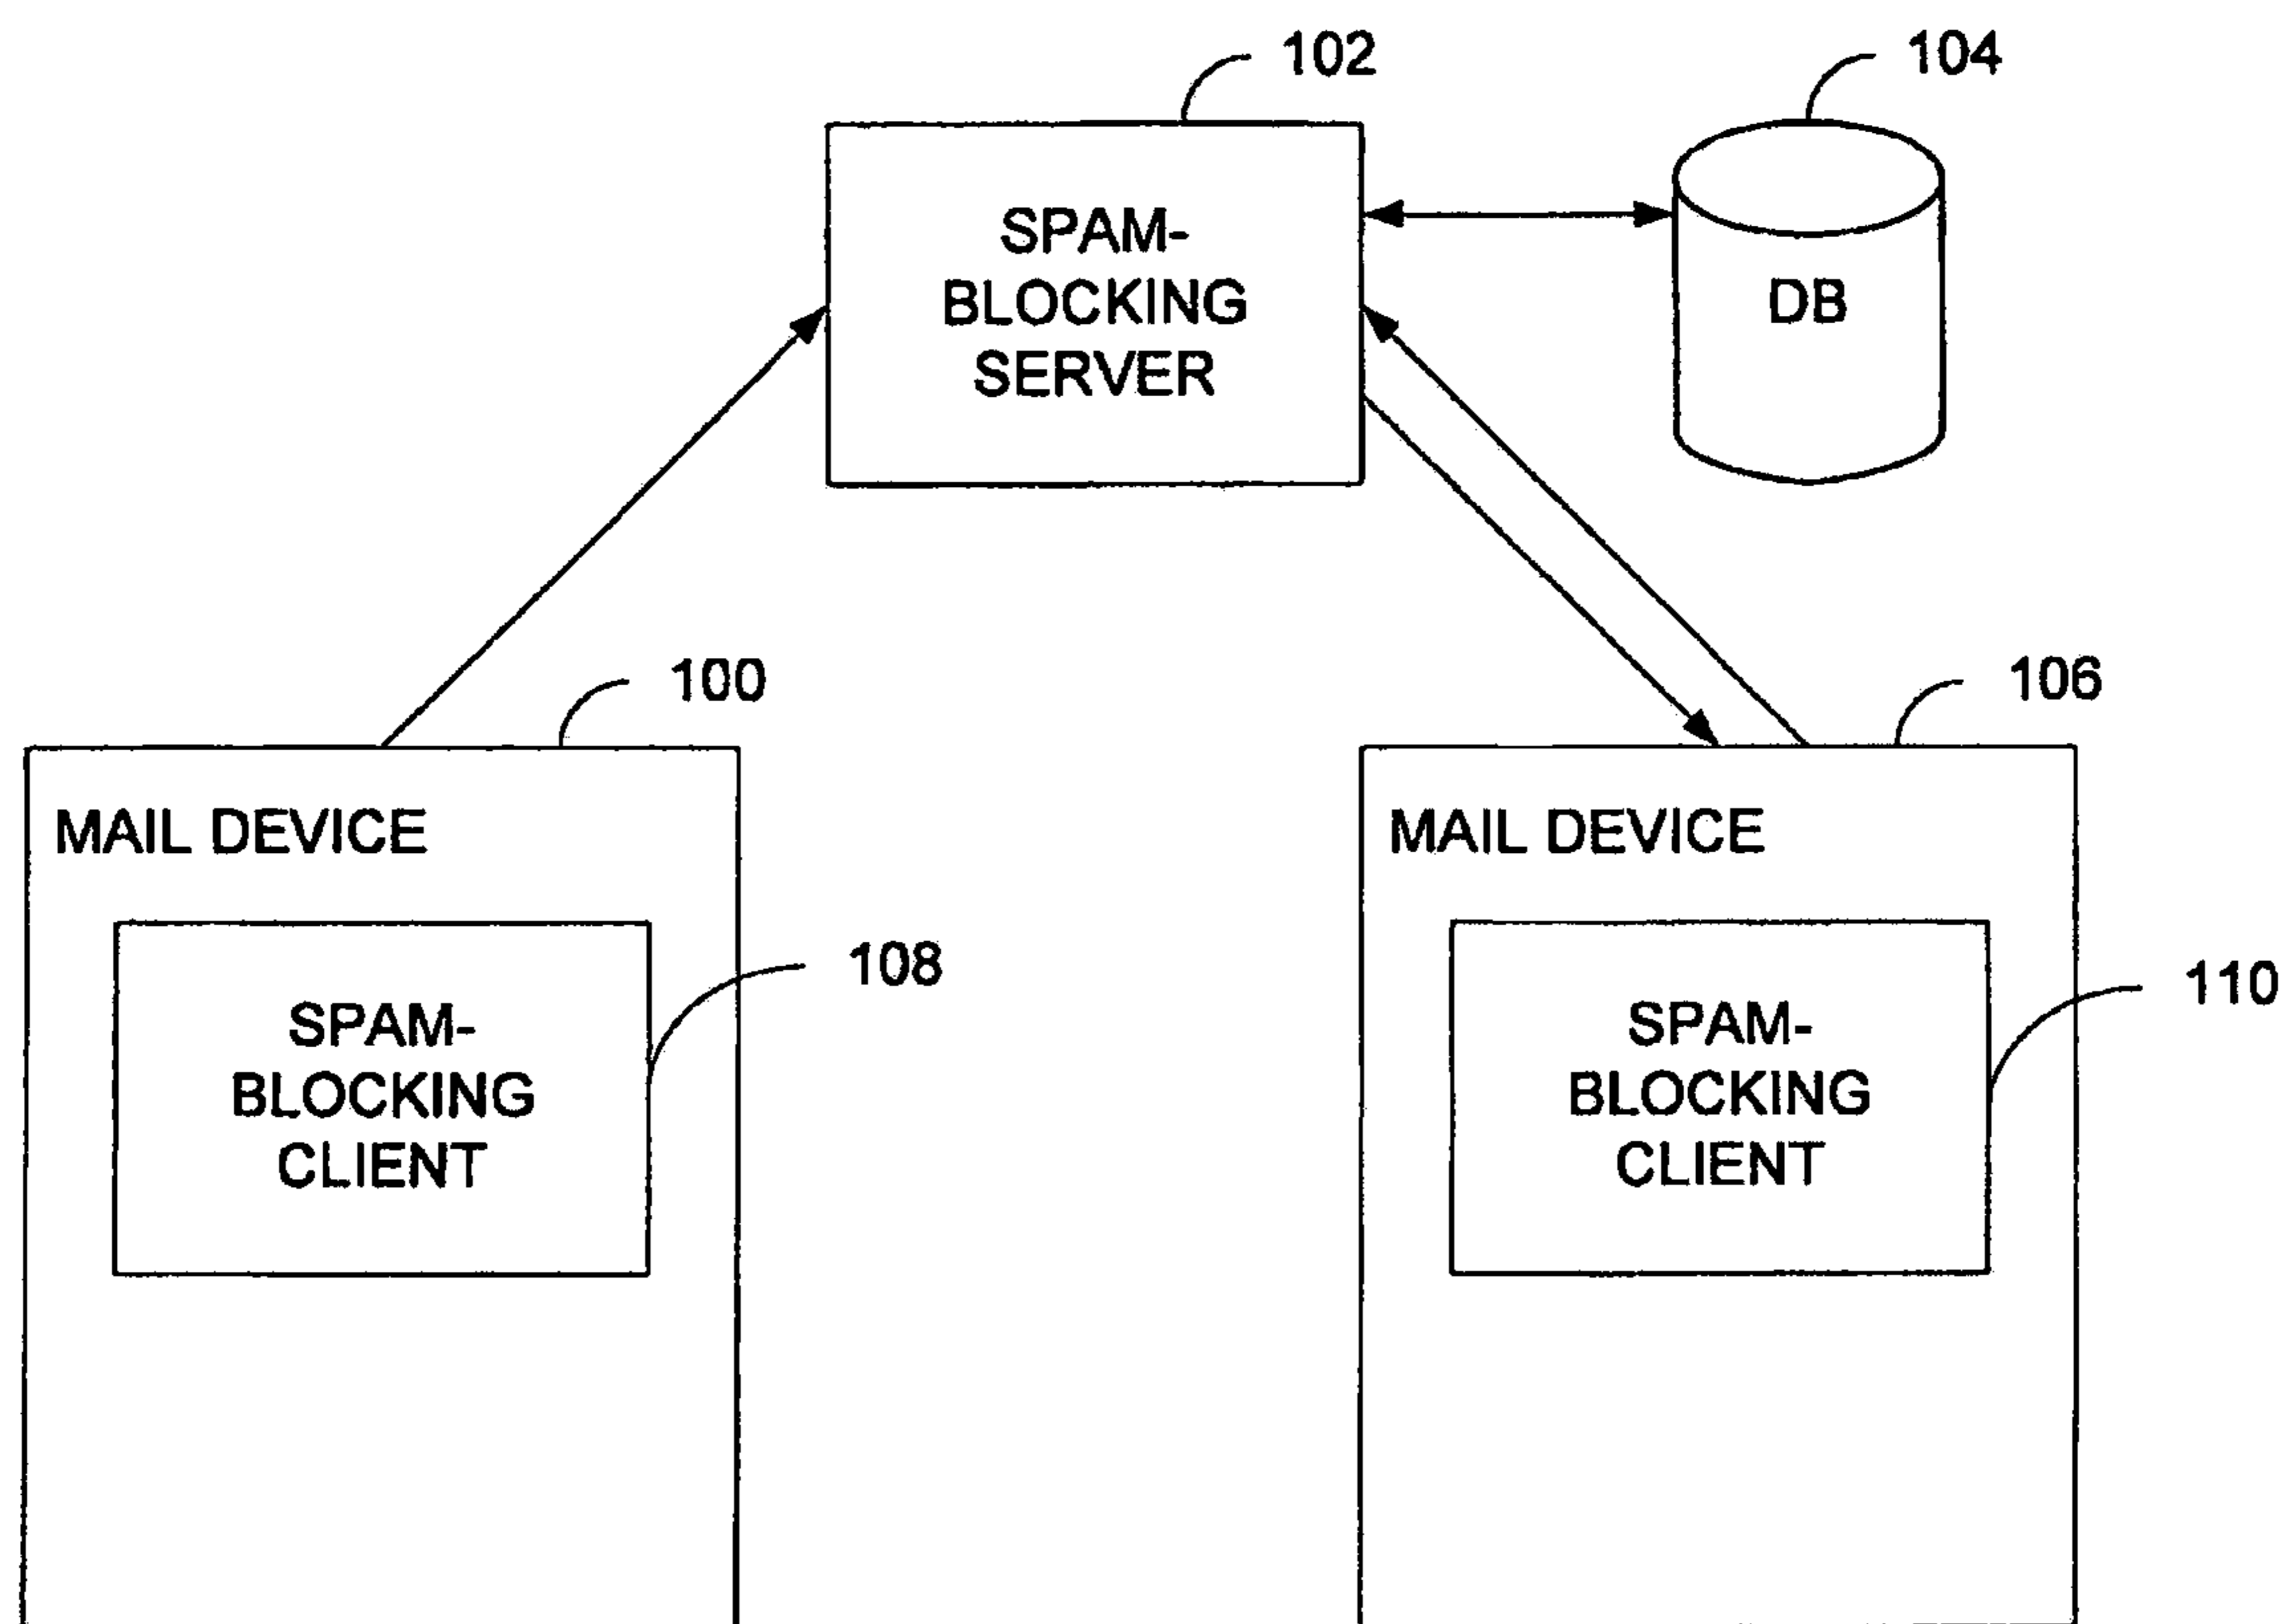 102
104
SPAM-
BLOCKING
SERVER
DB
100
106
MAIL DEVICE
MAIL DEVICE
108
110
SPAM-
BLOCKING
CLIENT
SPAM-
BLOCKING
CLIENT